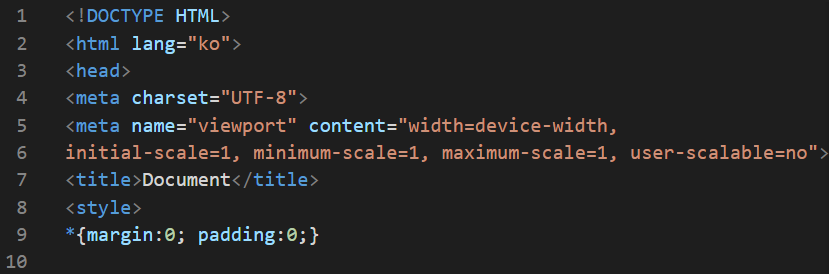 1 <!DOCTYPE HTML>
2 <html lang="ko">
3 <head>
4 <meta charset="UTF-8">
5 <meta name="viewport" content="width=device-width,
6 initial-scale=1, minimum-scale=1, maximum-scale=1, user-scalable=no">
7 <title>Document</title>
8 <style>
9 *{margin:0; padding:0;}
10